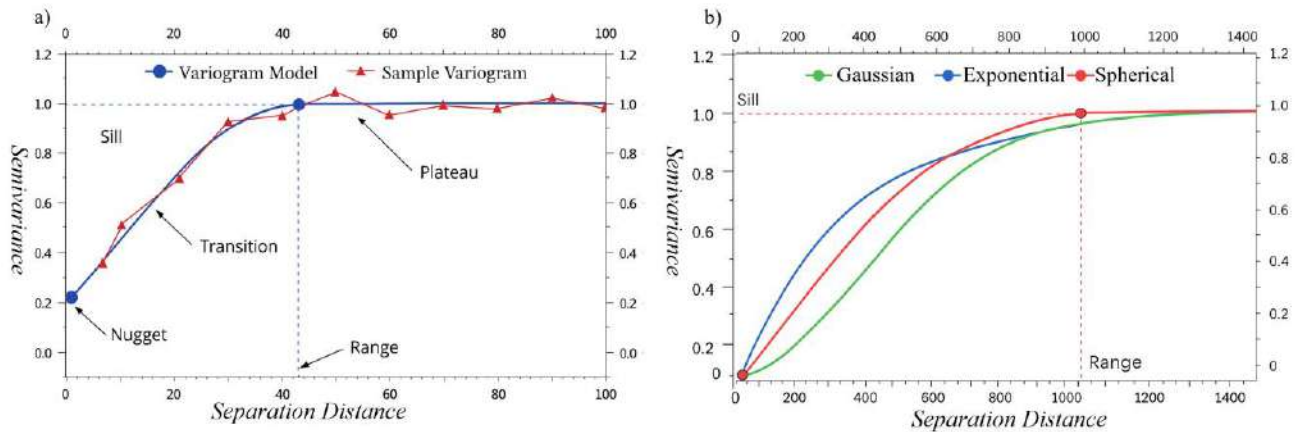 a)
0 20 40 60 80 100
1.2 1.2
Variogram Model Sample Variogram
1.0 1.0
Sill
0.8 0.8
Plateau
0.6 0.6
Transition
0.4 0.4
0.2 0.2
Nugget
Range
0.0 0.0
Semivariance
0 20 40 60 80 100
Separation Distance
b)
0 200 400 600 800 1000 1200 1400
1.2 1.2
Gaussian Exponential Spherical
Sill
1.0 1.0
0.8 0.8
0.6 0.6
0.4 0.4
0.2 0.2
Range
0 0
Semivariance
0 200 400 600 800 1000 1200 1400
Separation Distance